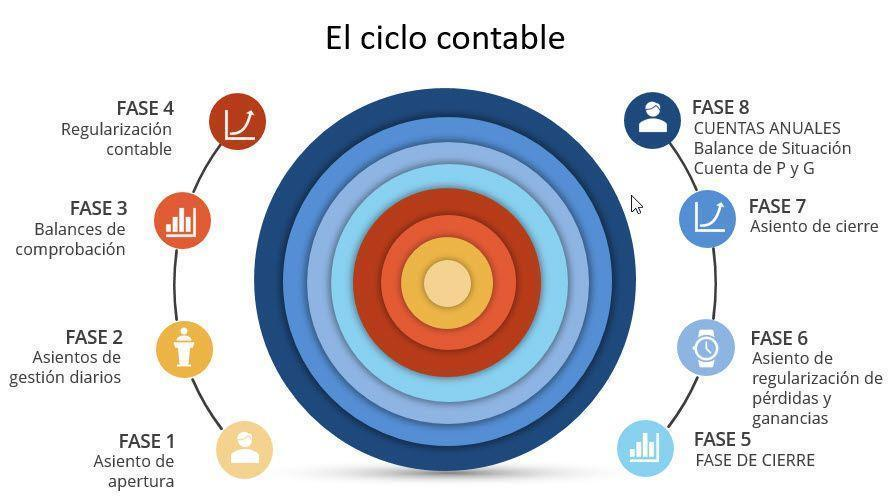 El ciclo contable
FASE 4
Regularización
contable
FASE 3
Balances de
comprobación
FASE 2
Asientos de
gestión diarios
FASE 1
Asiento de
apertura
FASE 8
CUENTAS ANUALES
Balance de Situación
Cuenta de P y G
FASE 7
Asiento de cierre
FASE 6
Asiento de
regularización de
pérdidas y
ganancias
FASE 5
FASE DE CIERRE